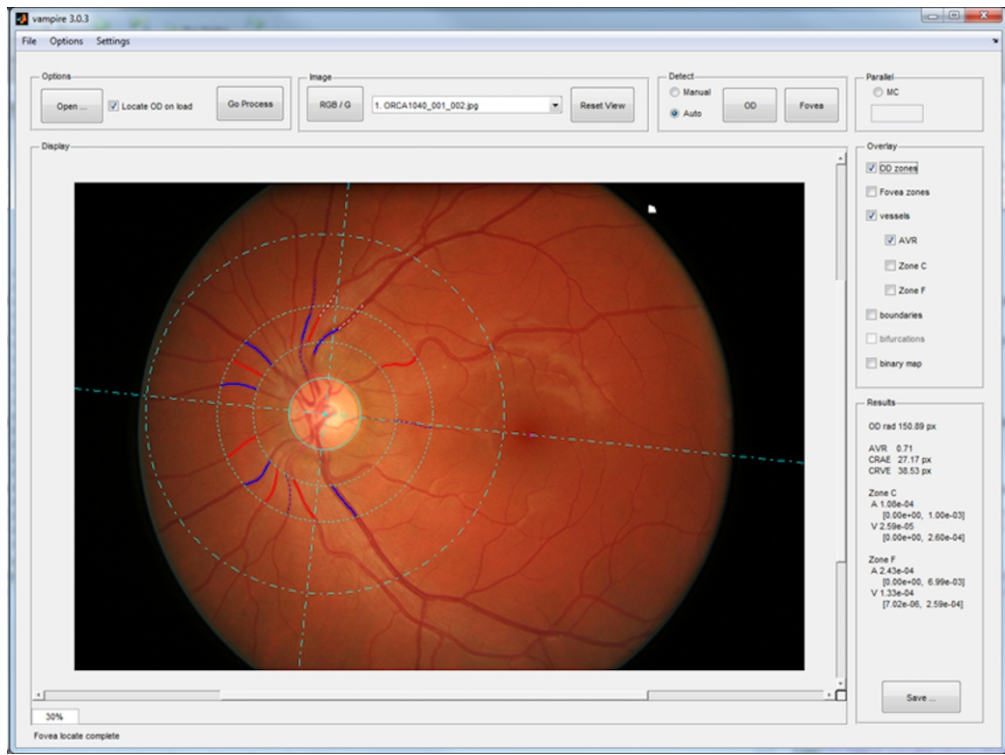 vampire 3.0.3
File Options Settings
Options
Open ...
Locate OD on load
Go Process
Image
RGB / G
1. ORCA1040_001_002.jpg
Reset View
Detect
Manual
Auto
OD
Fovea
Parallel
MC
Display
Overlay
OD zones
Fovea zones
vessels
AVR
Zone C
Zone F
boundaries
bifurcations
binary map
Results
OD rad 150.89 px
AVR 0.71
CRAE 27.17 px
CRVE 38.53 px
Zone C
A 1.08e-04
[0.00e+00, 1.00e-03]
V 2.59e-05
[0.00e+00, 2.60e-04]
Zone F
A 2.43e-04
[0.00e+00, 6.99e-03]
V 1.33e-04
[7.02e-06, 2.59e-04]
Save ...
30%
Fovea locate complete